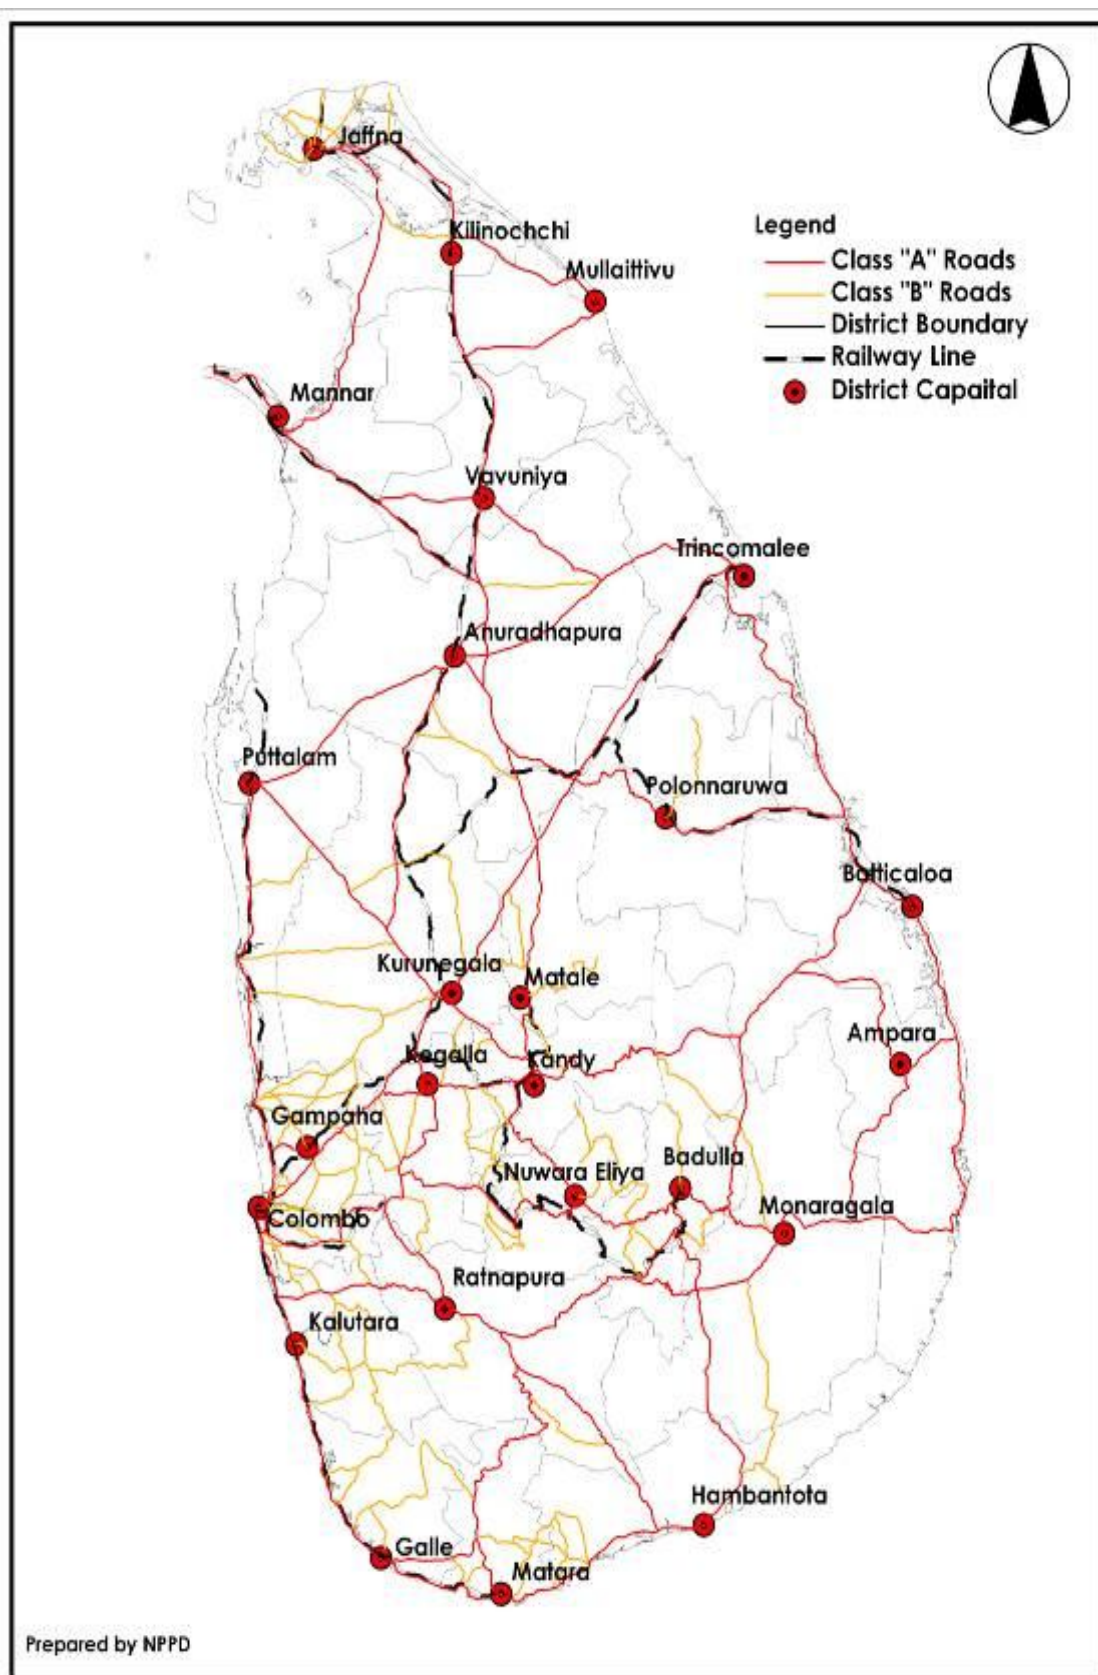 Jaffna
Kilinochchi
Mullaittivu
Legend
Class "A" Roads
Class "B" Roads
District Boundary
Railway Line
District Capaital
Mannar
Vavuniya
Trincomalee
Anuradhapura
Puttalam
Polonnaruwa
Batticaloa
Kurunegala
Matale
Ampara
Kegalla
Kandy
Gampaha
Nuwara Eliya
Badulla
Monaragala
Colombo
Ratnapura
Kalutara
Hambantota
Galle
Matara
Prepared by NPPD